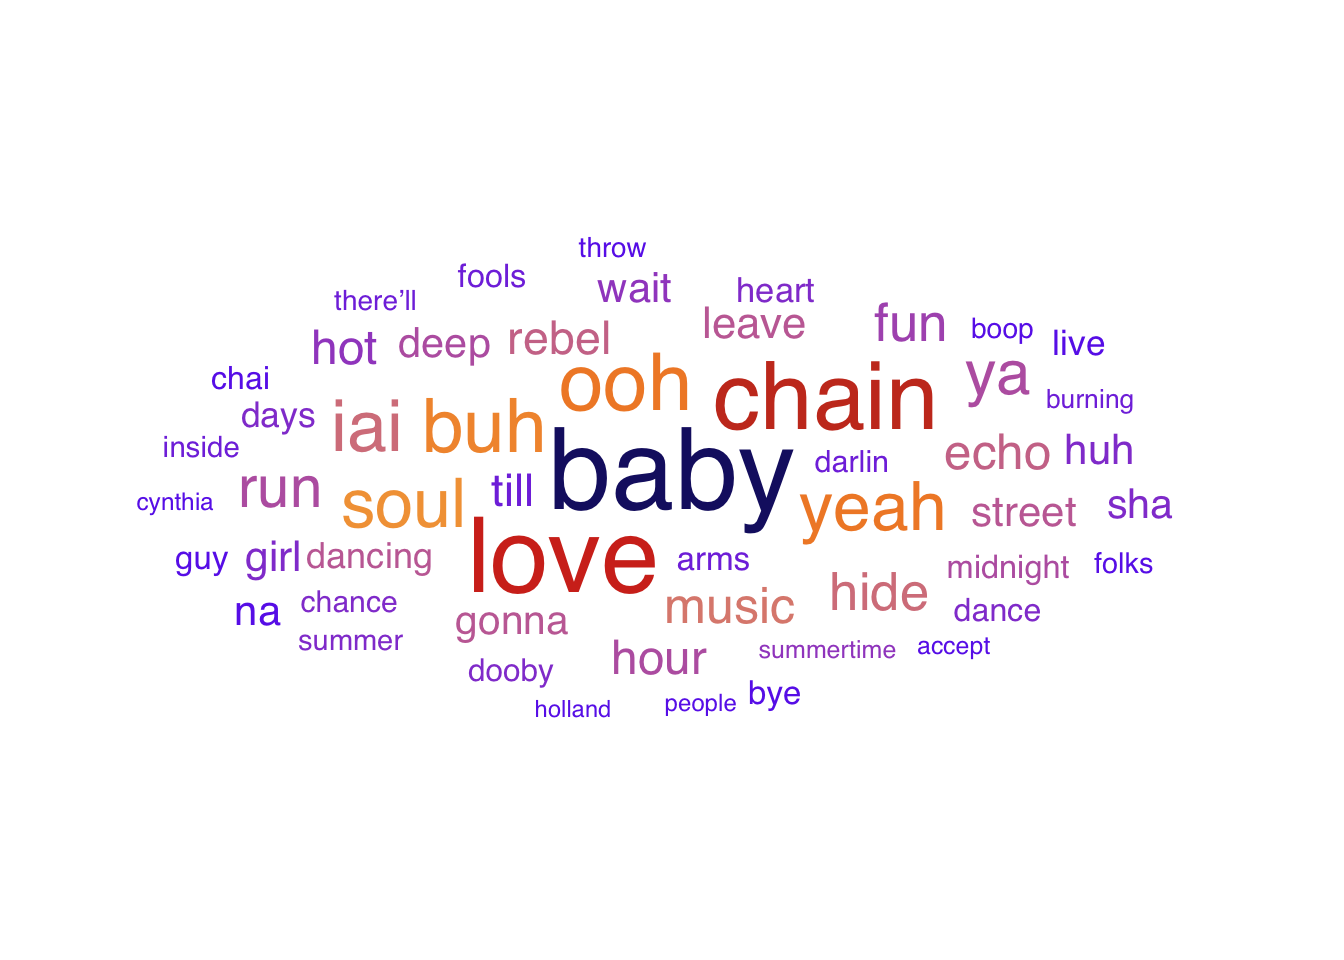 throw
fools
wait
heart
there’ll
leave
fun
boop
live
hot
deep
rebel
ooh
chain
ya
chai
burning
days
iai
buh
baby
darlin
echo
huh
inside
run
soul
till
yeah
street
sha
cynthia
guy
girl
dancing
love
arms
midnight
folks
na
chance
gonna
music
hide
dance
summer
dooby
hour
summertime
accept
holland
people
bye